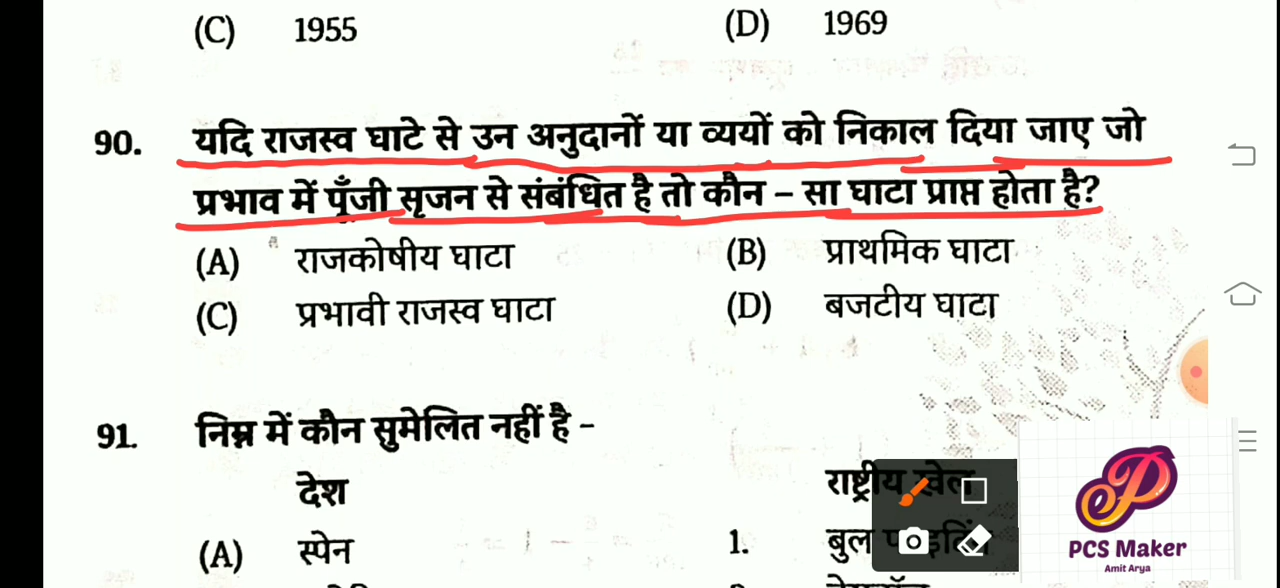 (C) 1955 (D) 1969
90. यदि राजस्व घाटे से उन अनुदानों या व्ययों को निकाल दिया जाए जो
प्रभाव में पूँजी सृजन से संबंधित है तो कौन – सा घाटा प्राप्त होता है?
(A) राजकोषीय घाटा (B) प्राथमिक घाटा
(C) प्रभावी राजस्व घाटा (D) बजटीय घाटा
91. निम्न में कौन सुमेलित नहीं है –
देश राष्ट्रीय खेल
(A) स्पेन 1. बुल
PCS Maker
Amit Arya